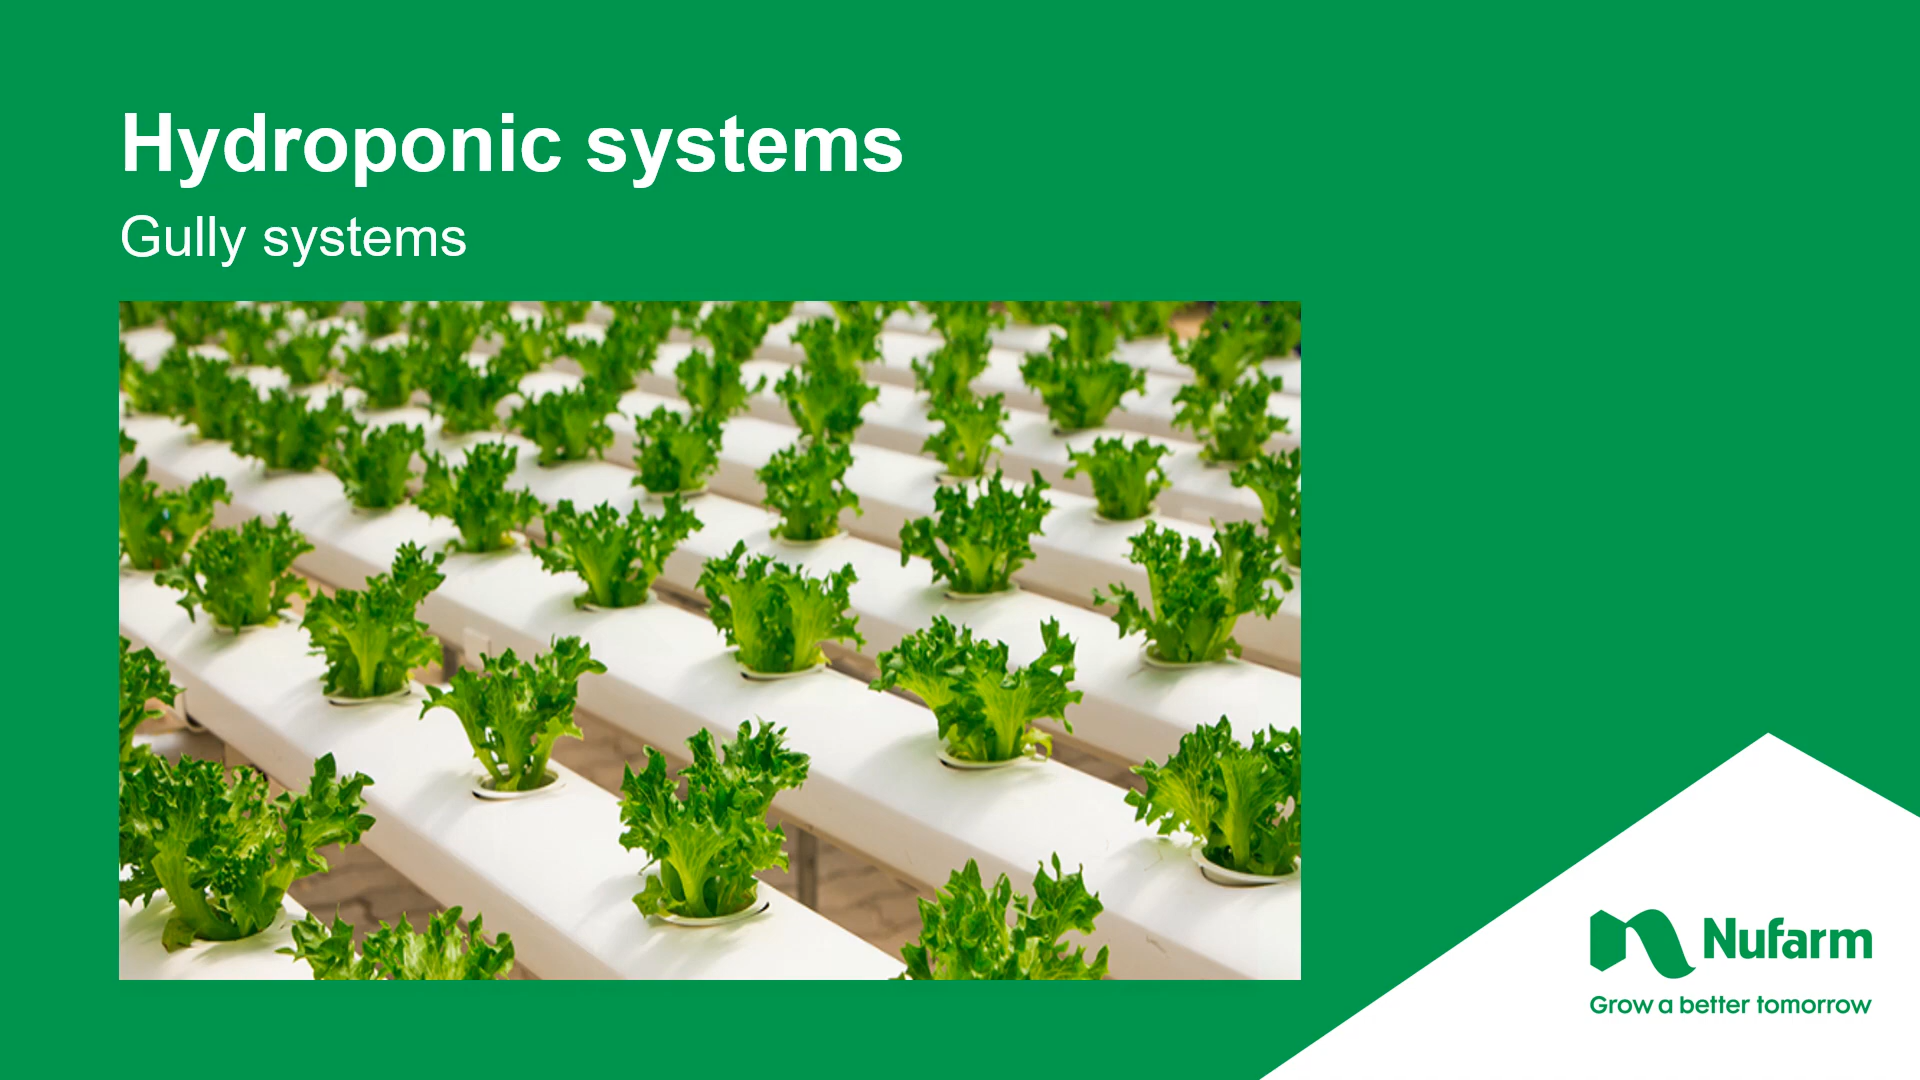 Hydroponic systems
Gully systems
Nufarm
Grow a better tomorrow